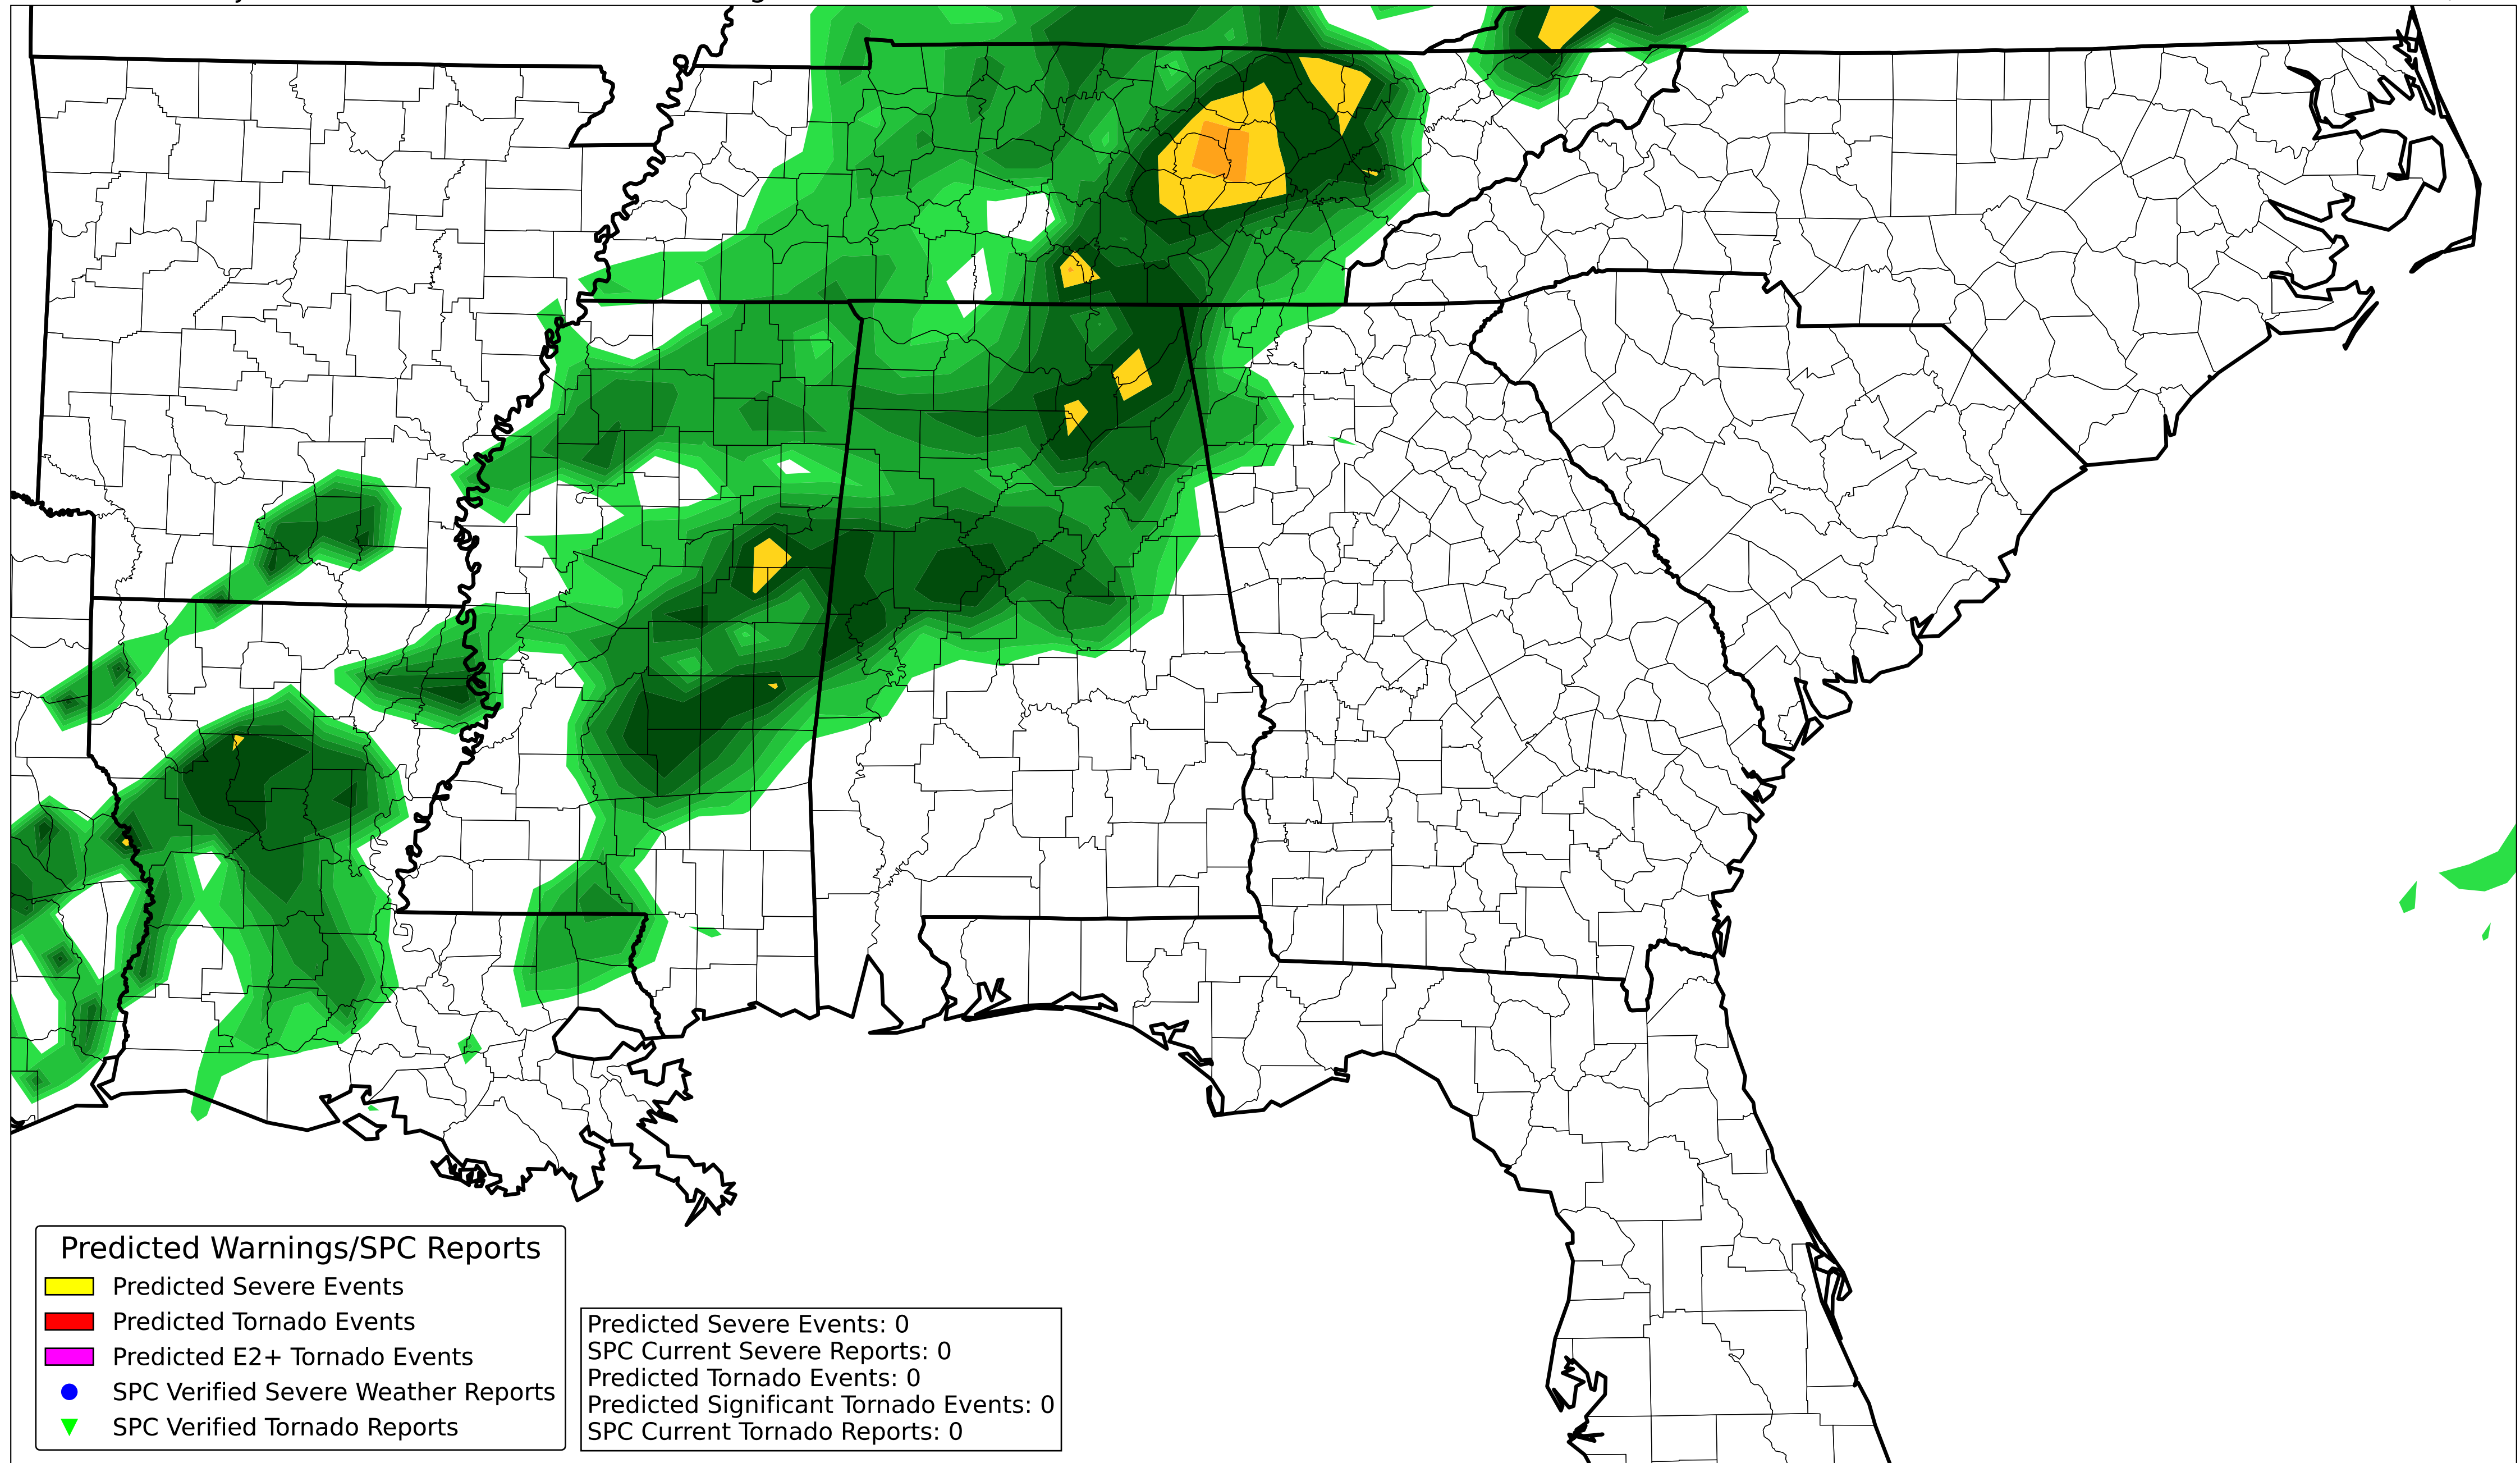 Predicted Warnings/SPC Reports
Predicted Severe Events
Predicted Tornado Events
Predicted E2+ Tornado Events
SPC Verified Severe Weather Reports
SPC Verified Tornado Reports
Predicted Severe Events: 0
SPC Current Severe Reports: 0
Predicted Tornado Events: 0
Predicted Significant Tornado Events: 0
SPC Current Tornado Reports: 0